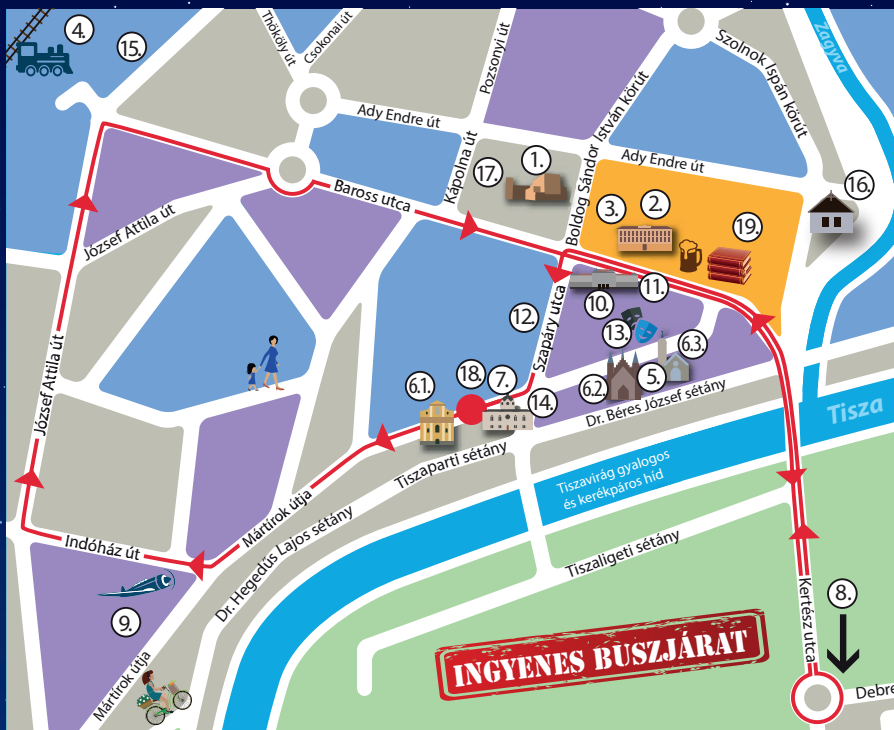 4.
15.
Thököly út
Csokonai út
Pozsonyi út
Szolnok Ispán körút
Zagyva
Ady Endre út
Boldog Sándor István körút
Ady Endre út
Kápolna út
17.
1.
16.
Baross utca
3.
2.
19.
József Attila út
10.
11.
12.
Szapáry utca
13.
6.3.
József Attila út
6.1.
18.
7.
6.2.
5.
14.
Dr. Béres József sétány
Tisza
Tiszaparti sétány
Tiszavirág gyalogos
és kerékpáros híd
Mártírok útja
Dr. Hegedűs Lajos sétány
Indóház út
Tiszaligeti sétány
Kertész utca
8.
9.
INGYENES BUSZJÁRAT
Mártírok útja
Debre